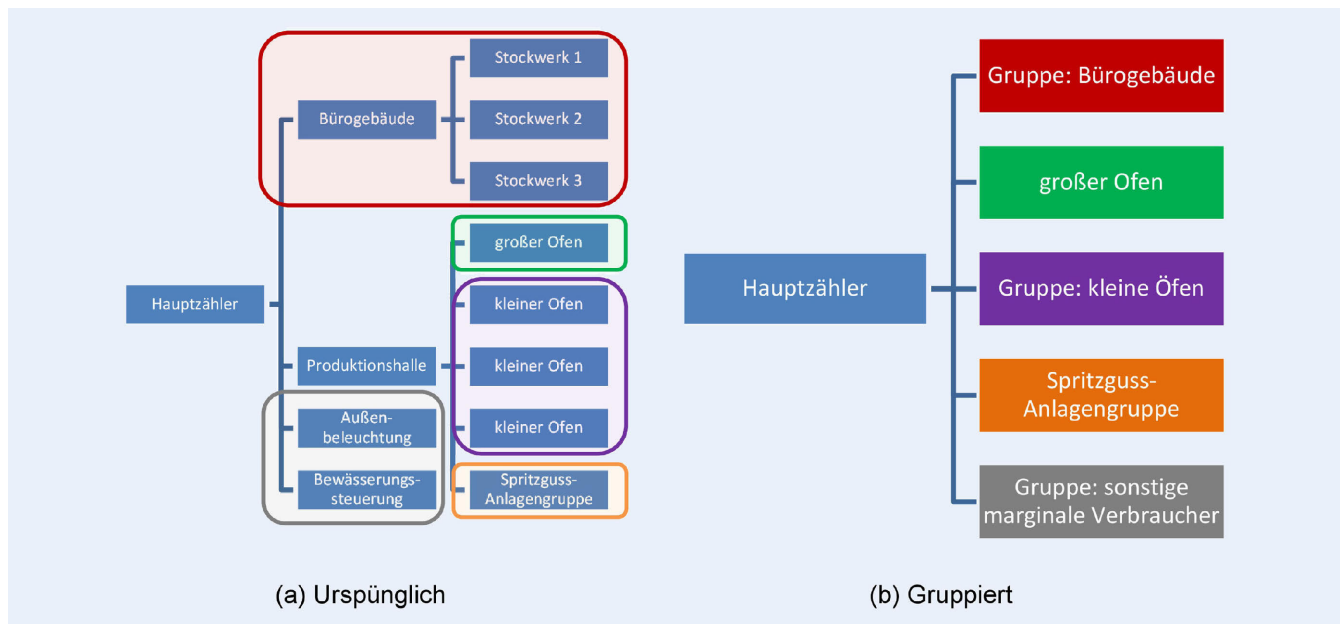 Stockwerk 1
Bürogebäude
Stockwerk 2
Stockwerk 3
großer Ofen
Hauptzähler
kleiner Ofen
Produktionshalle
kleiner Ofen
Außen-
beleuchtung
kleiner Ofen
Bewässerungs-
steuerung
Spritzguss-
Anlagengruppe
(a) Urspünglich
Gruppe: Bürogebäude
großer Ofen
Hauptzähler
Gruppe: kleine Öfen
Spritzguss-
Anlagengruppe
Gruppe: sonstige
marginale Verbraucher
(b) Gruppiert